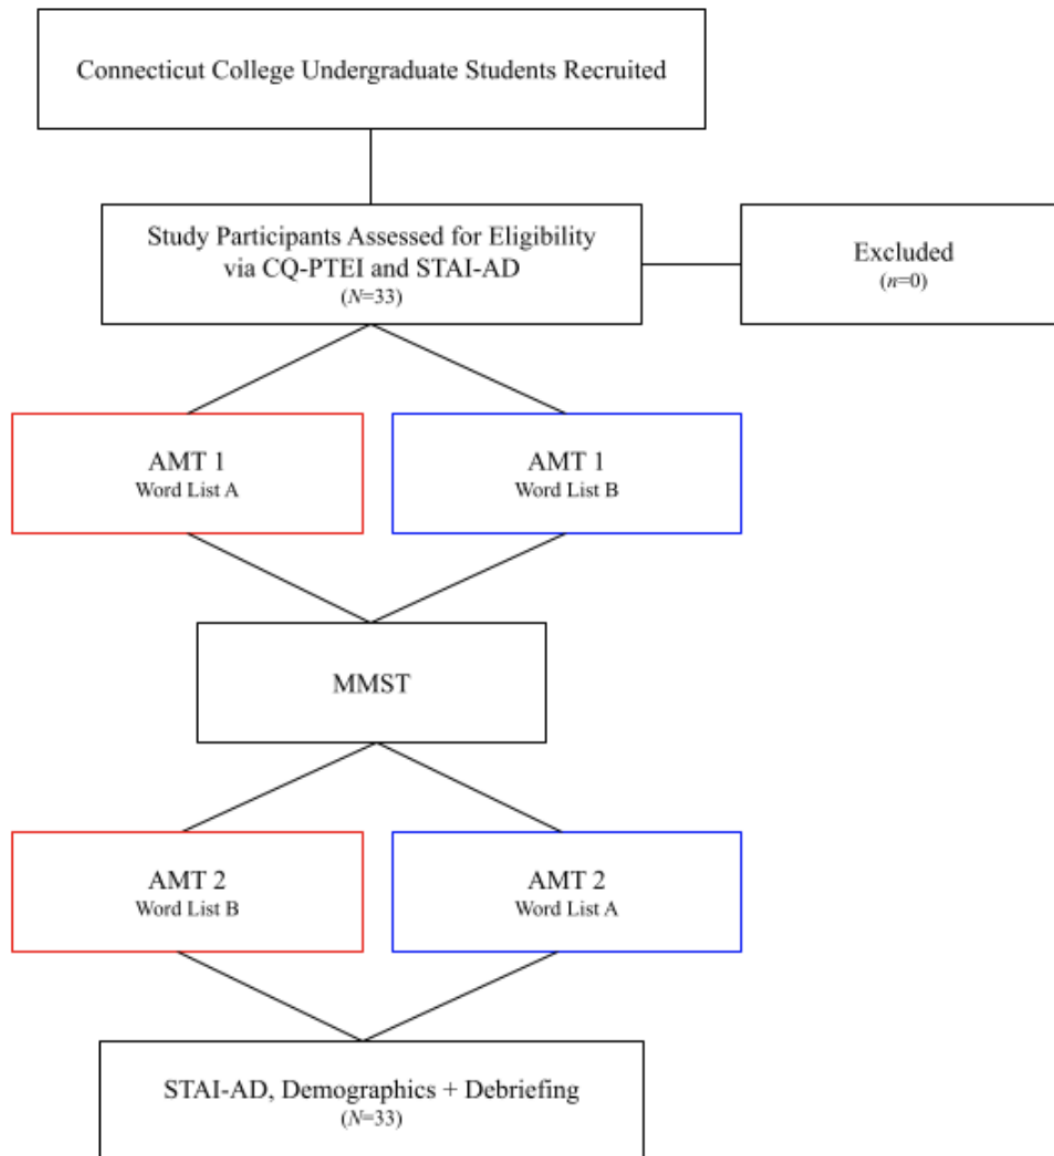 Connecticut College Undergraduate Students Recruited
Study Participants Assessed for Eligibility
via CQ-PTEI and STAI-AD
(N=33)
Excluded
(n=0)
AMT 1
Word List A
AMT 1
Word List B
MMST
AMT 2
Word List B
AMT 2
Word List A
STAI-AD, Demographics + Debriefing
(N=33)